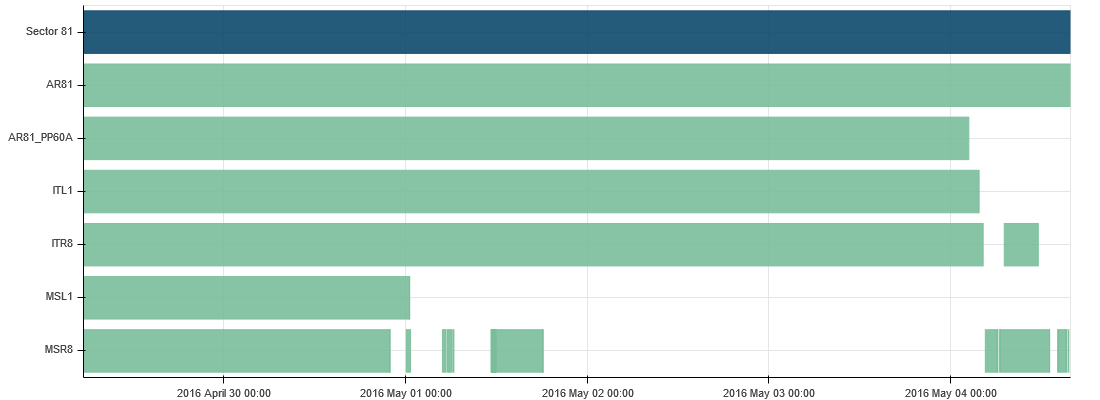 Sector 81
AR81
AR81_PP60A
ITL1
ITR8
MSL1
MSR8
2016 April 30 00:00 2016 May 01 00:00 2016 May 02 00:00 2016 May 03 00:00 2016 May 04 00:00